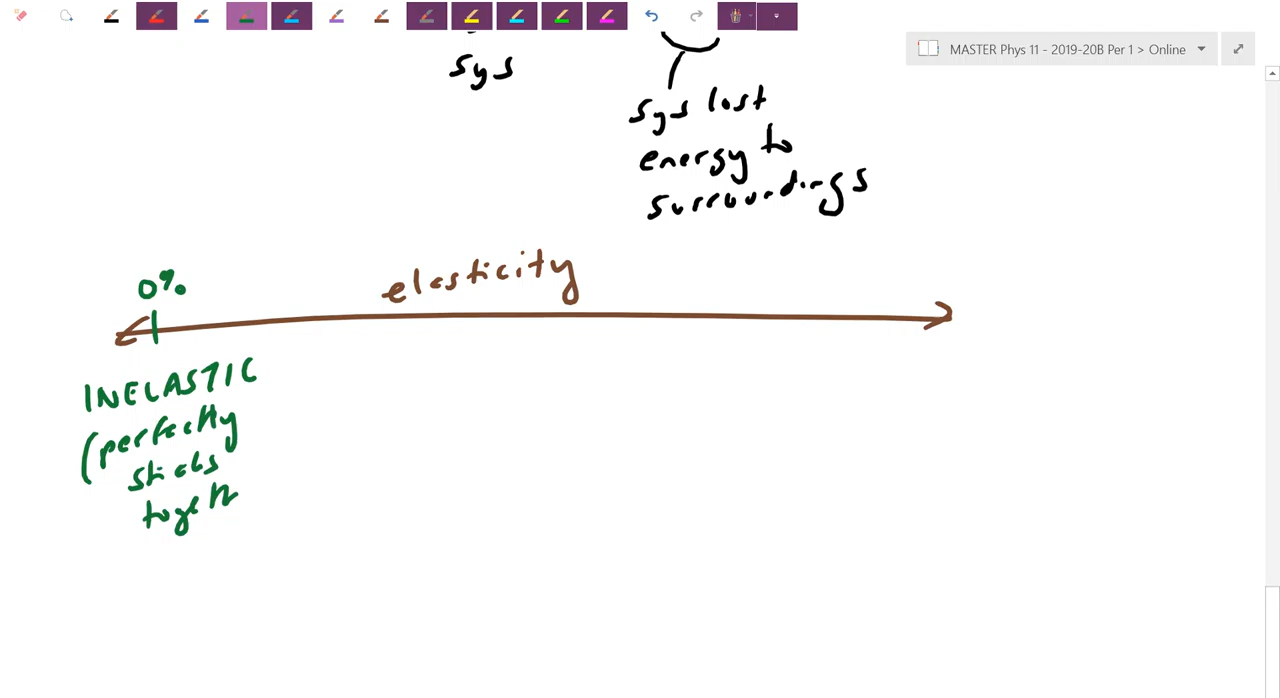 MASTER Phys 11 - 2019-20B Per 1 > Online
sys
sys lost
energy to
surroundings
elasticity
0%
INELASTIC
(perfectly
sticks
togeth